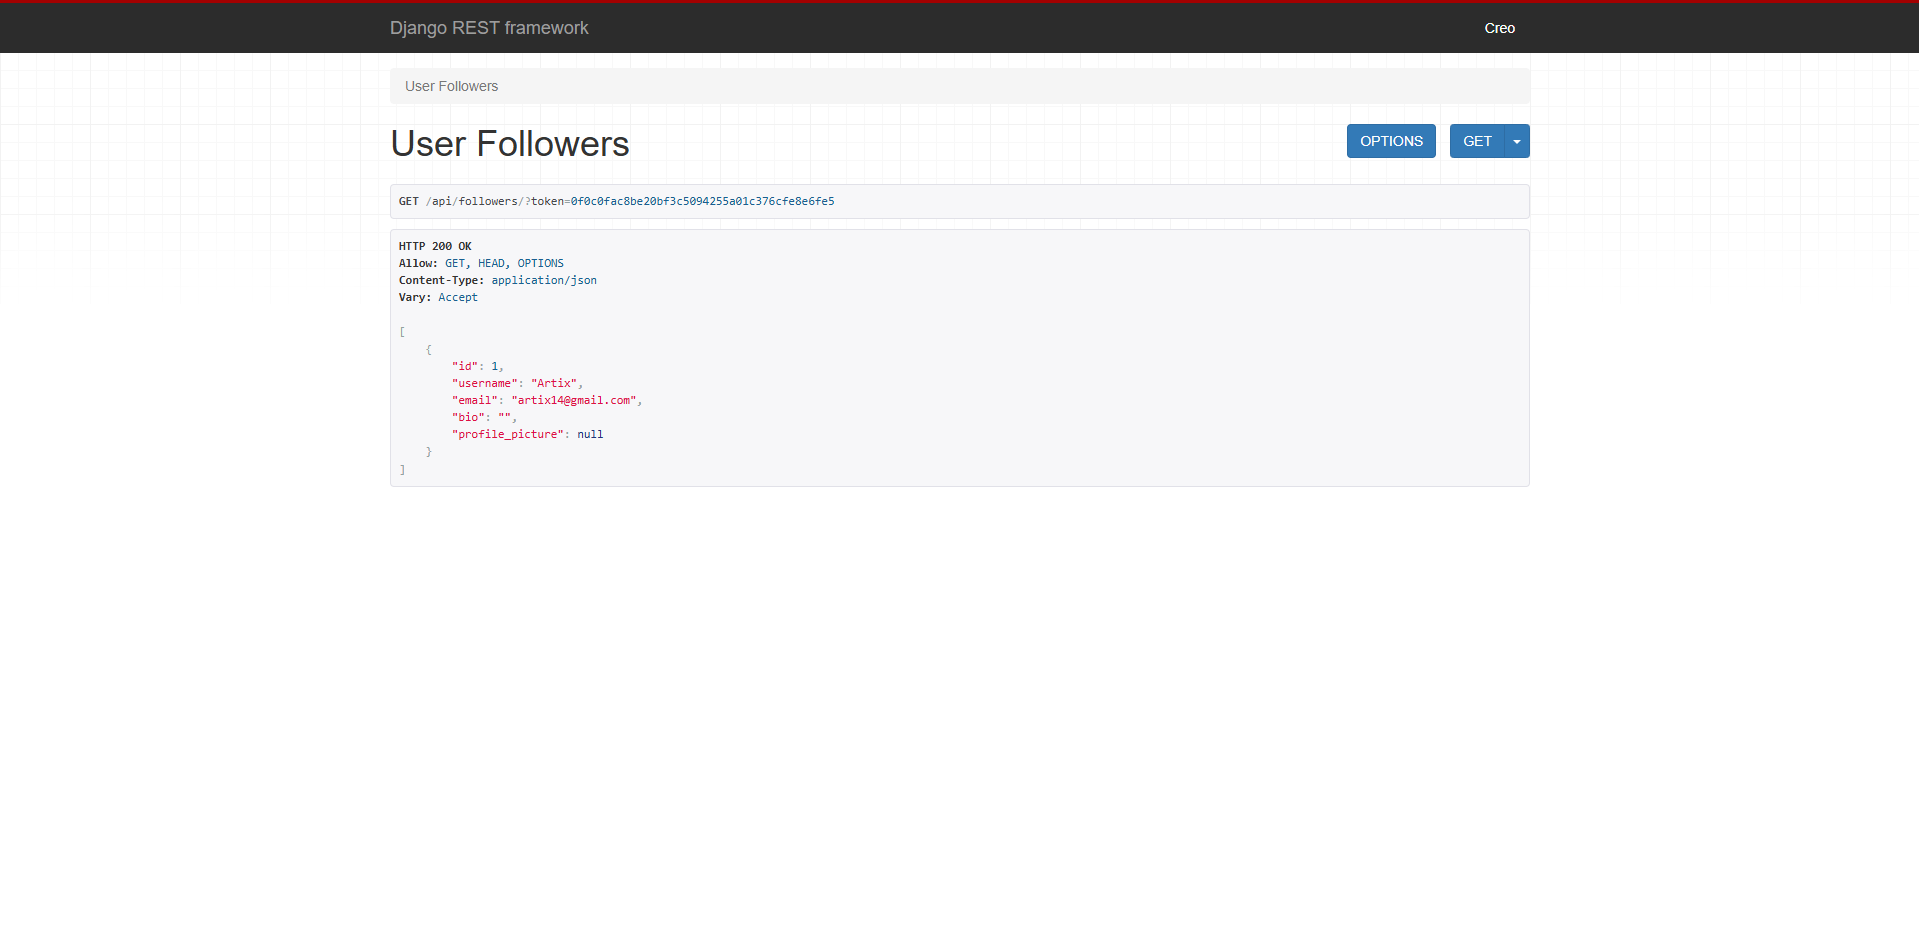 Django REST framework
Creo
User Followers
User Followers
OPTIONS
GET
GET /api/followers/?token=0f0c0fac8be20bf3c5094255a01c376cfe8e6fe5
HTTP 200 OK
Allow: GET, HEAD, OPTIONS
Content-Type: application/json
Vary: Accept
[
    {
        "id": 1,
        "username": "Artix",
        "email": "artix14@gmail.com",
        "bio": "",
        "profile_picture": null
    }
]